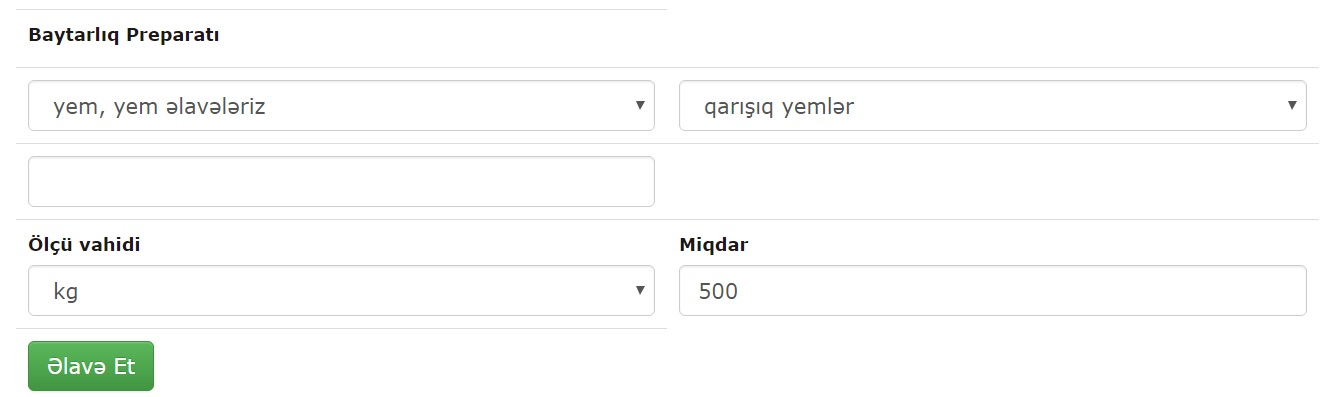 Baytarlıq Preparatı
yem, yem əlavələriz
qarışıq yemlər
Ölçü vahidi
Miqdar
kg
500
Əlavə Et